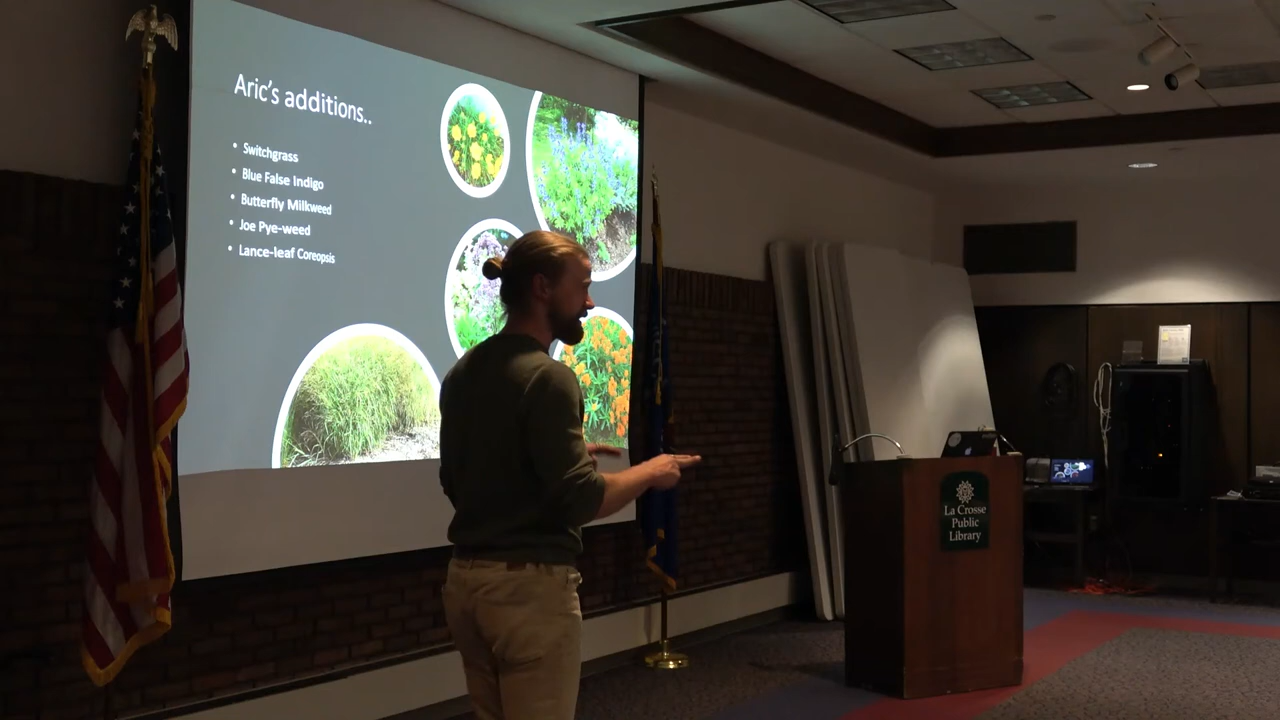 Aric's additions..
• Switchgrass
• Blue False Indigo
• Butterfly Milkweed
• Joe Pye-weed
• Lance-leaf Coreopsis
La Crosse
Public
Library